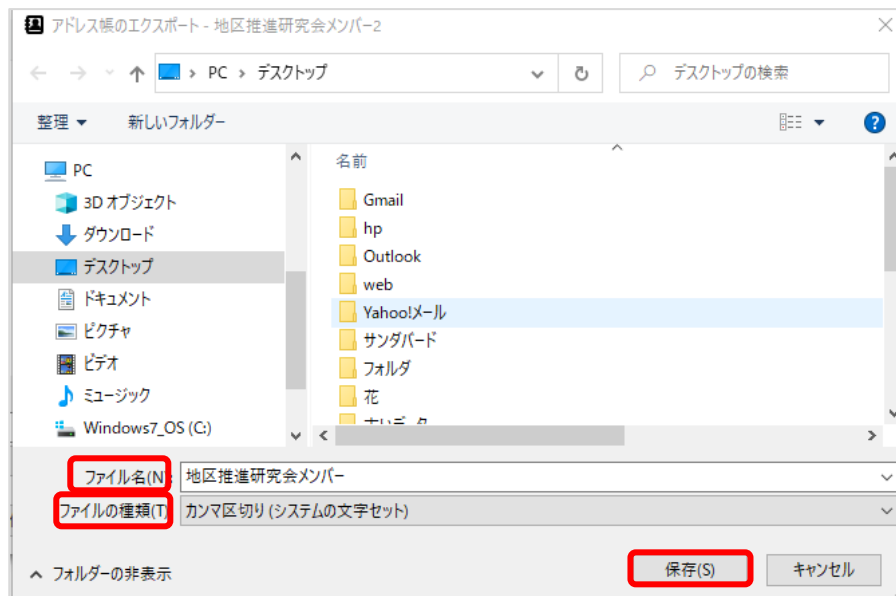 アドレス帳のエクスポート - 地区推進研究会メンバー2
PC › デスクトップ
デスクトップの検索
整理
新しいフォルダー
PC
3D オブジェクト
ダウンロード
デスクトップ
ドキュメント
ピクチャ
ビデオ
ミュージック
Windows7_OS (C:)
名前
Gmail
hp
Outlook
web
Yahoo!メール
サンダバード
フォルダ
花
ファイル名(N): 地区推進研究会メンバー
ファイルの種類(T) カンマ区切り (システムの文字セット)
フォルダーの非表示
保存(S)
キャンセル